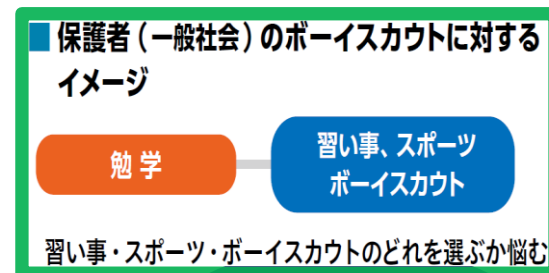 保護者(一般社会)のボーイスカウトに対する
イメージ
勉学
習い事、スポーツ
ボーイスカウト
習い事・スポーツ・ボーイスカウトのどれを選ぶか悩む